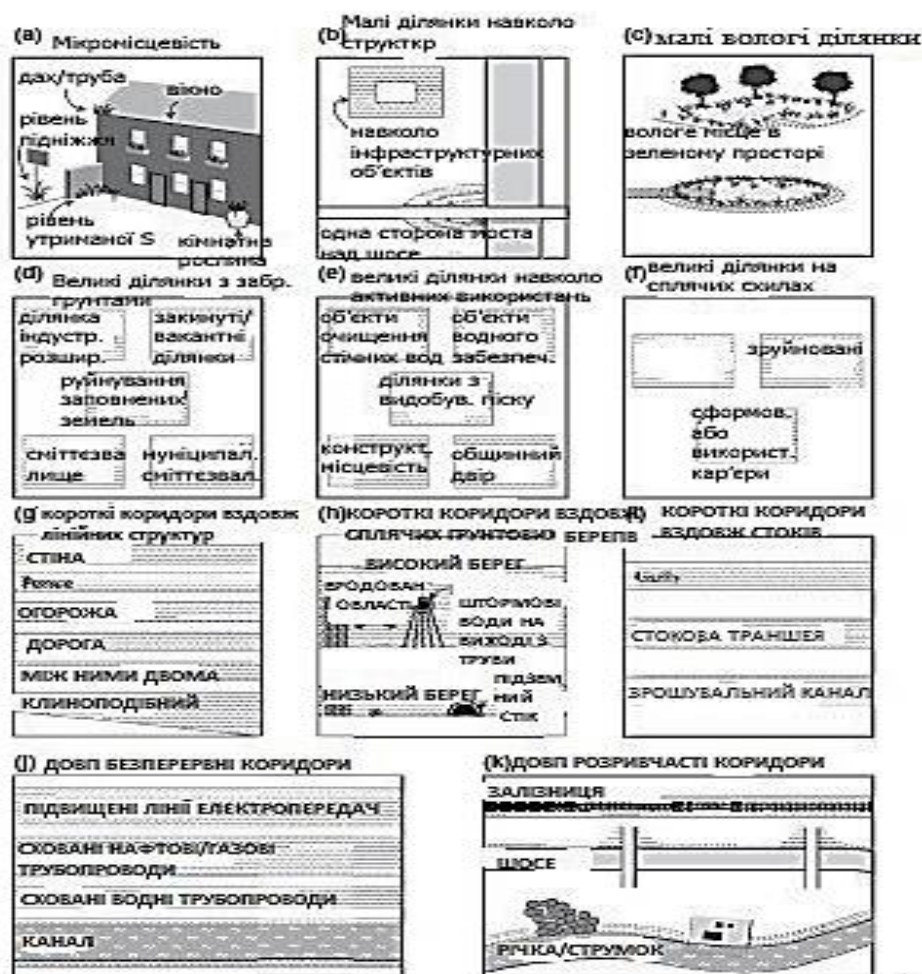 (a) Мікромісцевість
дах/труба
вікно
рівень
підніжжя
рівень
утриманої S
кімнатна
рослина
(b) Малі ділянки навколо
структкр
навколо
інфраструктурних
об'єктів
одна сторона моста
над шосе
(c) малі вологі ділянки
вологе місце в
зеленому просторі
(d) Великі ділянки з забр.
грунтами
ділянка
індустр.
розшир.
закинуті/
вакантні
ділянки
руйнування
заповнених
земель
сміттєзва
лище
муніципал.
сміттєзвал.
(e) великі ділянки навколо
активних використань
об'єкти
очищення
стічних вод
об'єкти
водного
забезпеч.
ділянки з
видобув. піску
конструкт.
місцевість
общинний
двір
(f) великі ділянки на
сплячих схилах
зруйновані
сформов.
або
використ.
кар'єри
(g) короткі коридори вздовж
лінійних структур
СТІНА
Fence
ОГОРОЖА
ДОРОГА
МІЖ НИМИ ДВОМА
КЛИНОПОДІБНИЙ
(h) КОРОТКІ КОРИДОРИ ВЗДОВЖ
СПЛЯЧИХ ГРУНТОВИХ БЕРЕГІВ
ВИСОКИЙ БЕРЕГ
ЕРОДОВАН
ОБЛАСТЬ
ШТОРМОВІ
ВОДИ НА
ВИХОДІ З
ТРУБИ
НИЗЬКИЙ БЕРЕГ
ПІДЗЕМ
НИЙ
СТІК
КОРОТКІ КОРИДОРИ
ВЗДОВЖ СТОКІВ
Gully
СТОКОВА ТРАНШЕЯ
ЗРОШУВАЛЬНИЙ КАНАЛ
(j) ДОВГІ БЕЗПЕРЕРВНІ КОРИДОРИ
ПІДВИЩЕНІ ЛІНІЇ ЕЛЕКТРОПЕРЕДАЧ
СХОВАНІ НАФТОВІ/ГАЗОВІ
ТРУБОПРОВОДИ
СХОВАНІ ВОДНІ ТРУБОПРОВОДИ
КАНАЛ
(k) ДОВГІ РОЗРИВЧАСТІ КОРИДОРИ
ЗАЛІЗНИЦЯ
ШОСЕ
РІЧКА/СТРУМОК